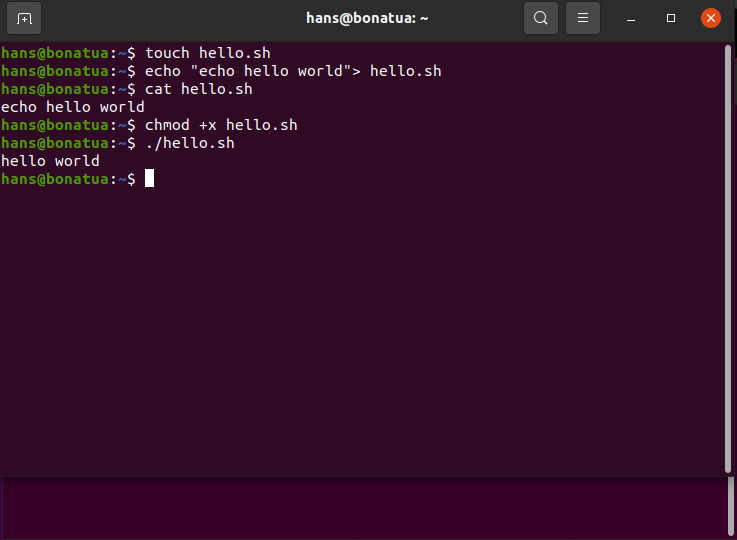 hans@bonatua: ~
hans@bonatua:~$ touch hello.sh
hans@bonatua:~$ echo "echo hello world"> hello.sh
hans@bonatua:~$ cat hello.sh
echo hello world
hans@bonatua:~$ chmod +x hello.sh
hans@bonatua:~$ ./hello.sh
hello world
hans@bonatua:~$